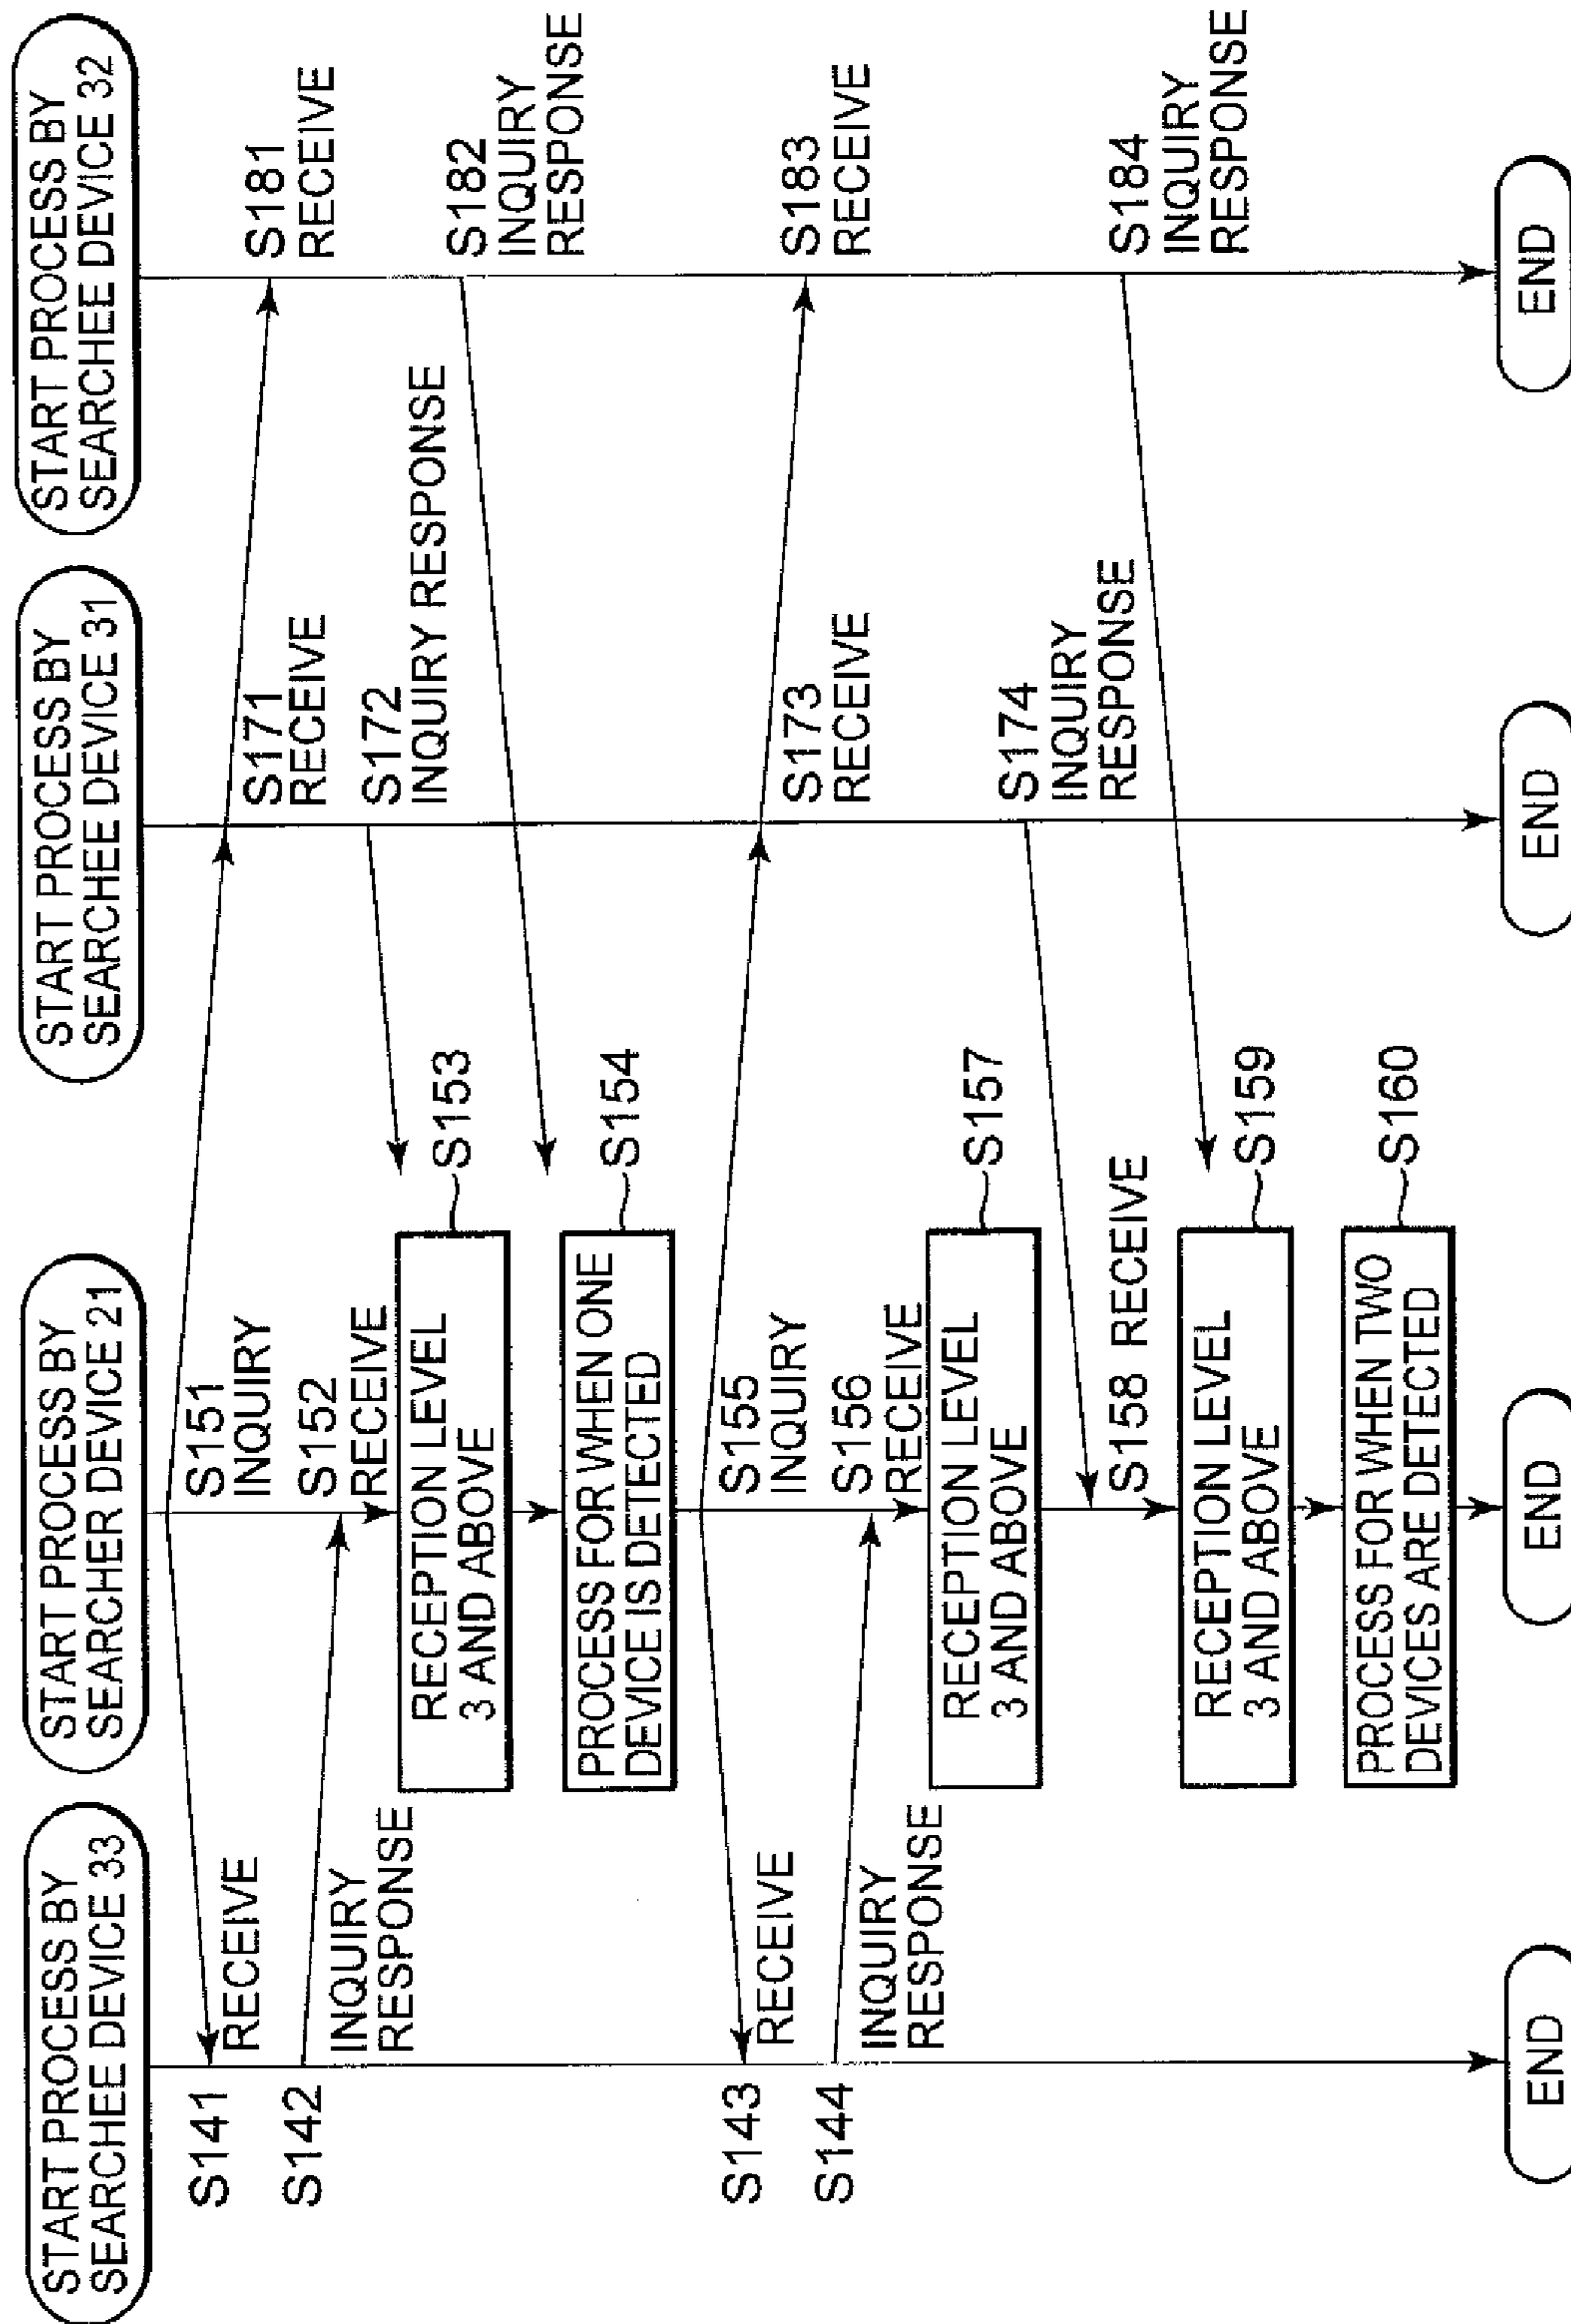 START PROCESS BY
SEARCHEE DEVICE 33
S141
RECEIVE
S142
INQUIRY
RESPONSE
S143
RECEIVE
S144
INQUIRY
RESPONSE
END
START PROCESS BY
SEARCHER DEVICE 21
S151
INQUIRY
S152
RECEIVE
RECEPTION LEVEL
3 AND ABOVE
S153
PROCESS FOR WHEN ONE
DEVICE IS DETECTED
S154
S155
INQUIRY
S156
RECEIVE
RECEPTION LEVEL
3 AND ABOVE
S157
S158 RECEIVE
RECEPTION LEVEL
3 AND ABOVE
S159
PROCESS FOR WHEN TWO
DEVICES ARE DETECTED
S160
END
START PROCESS BY
SEARCHEE DEVICE 31
S171
RECEIVE
S172
INQUIRY RESPONSE
S173
RECEIVE
S174
INQUIRY
RESPONSE
END
START PROCESS BY
SEARCHEE DEVICE 32
S181
RECEIVE
S182
INQUIRY
RESPONSE
S183
RECEIVE
S184
INQUIRY
RESPONSE
END